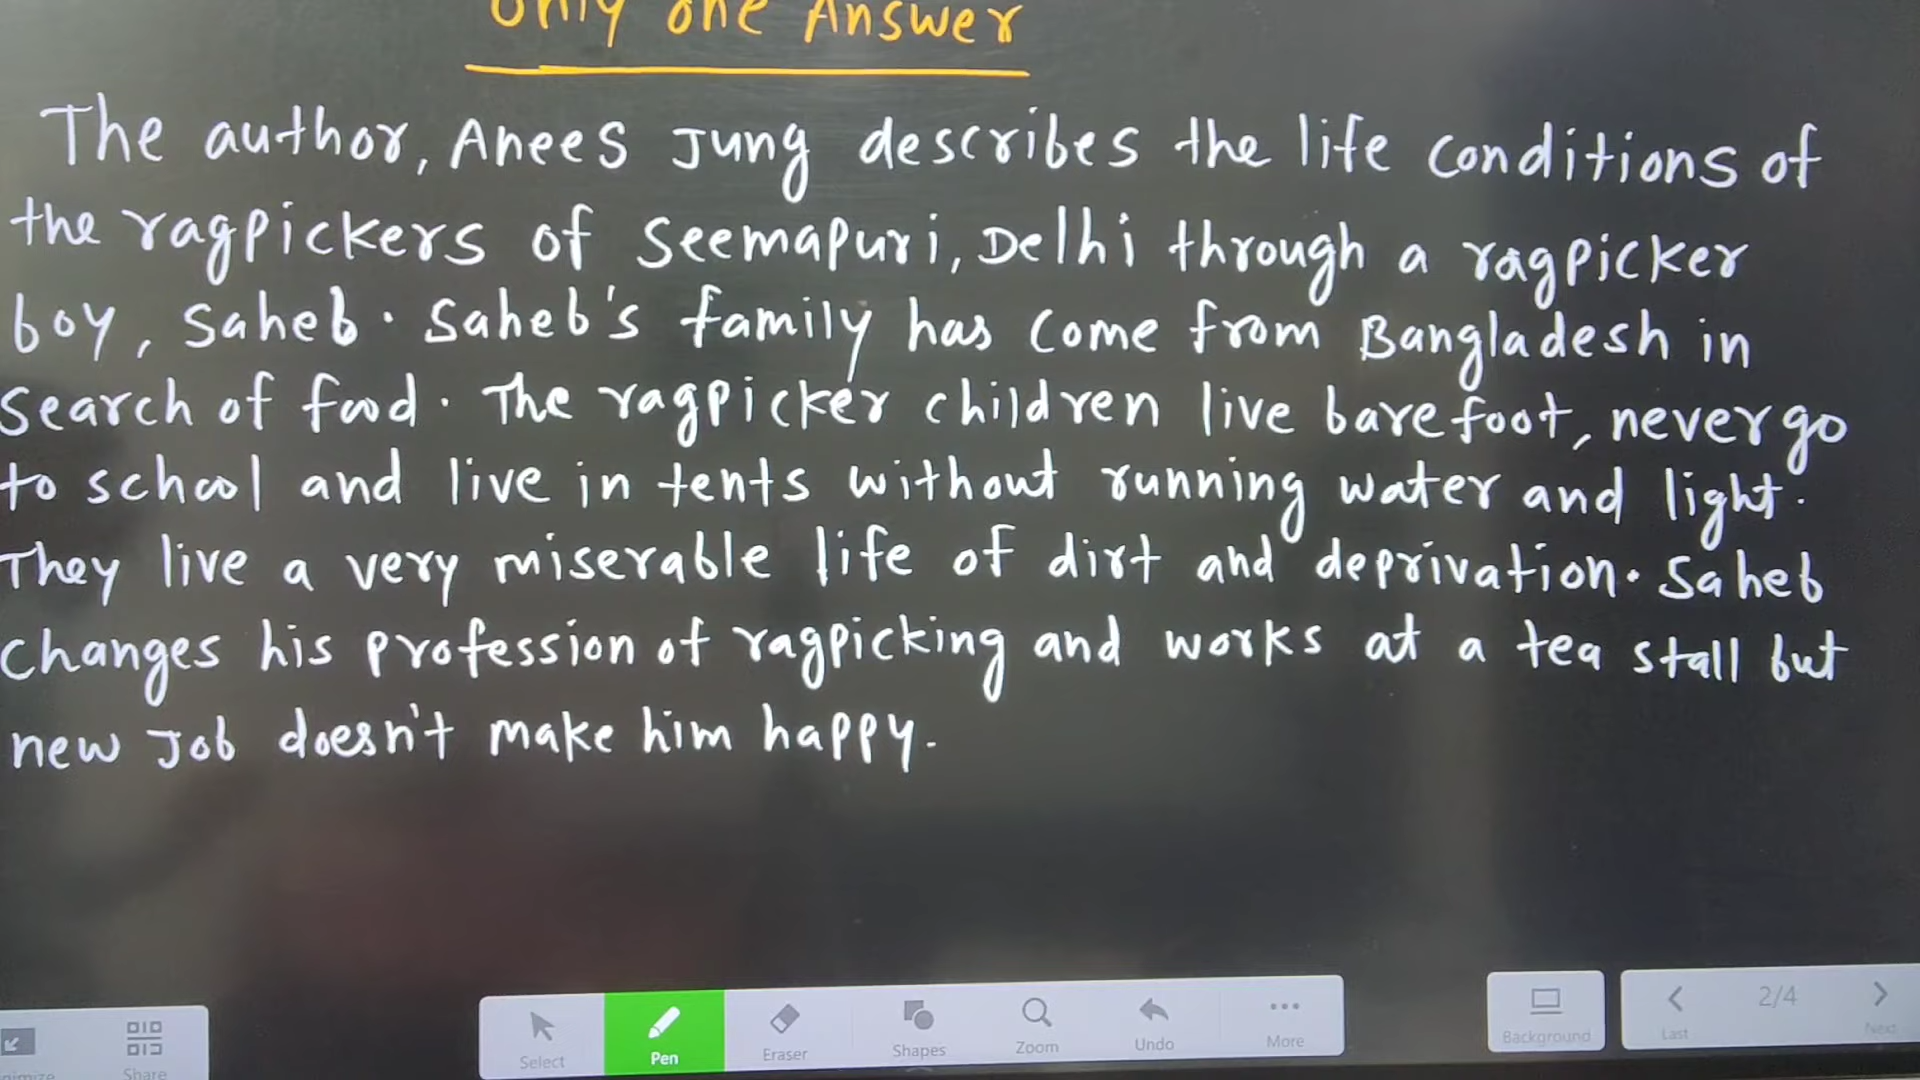 Only one Answer
The author, Anees Jung describes the life conditions of
the ragpickers of Seemapuri, Delhi through a ragpicker
boy, Saheb. Saheb's family has come from Bangladesh in
search of food. The ragpicker children live barefoot, never go
to school and live in tents without running water and light.
They live a very miserable life of dirt and deprivation. Saheb
changes his profession of ragpicking and works at a tea stall but
new job doesn't make him happy.
Select Pen Eraser Shapes Zoom Undo More Background 2/4
Share Last Next